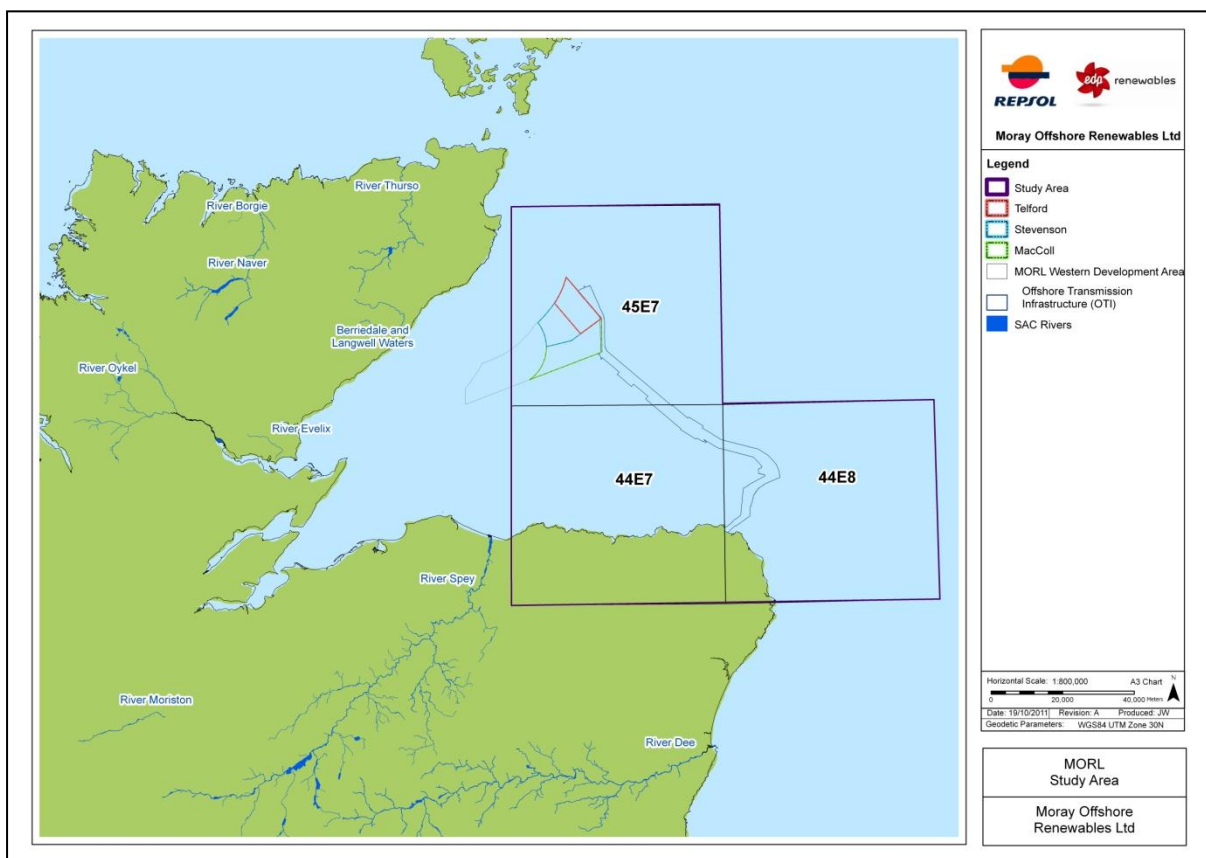 River Thurso
River Borgie
River Naver
Berriedale and
Langwell Waters
River Oykel
River Evelix
45E7
44E7
44E8
River Spey
River Moriston
River Dee
REPSOL
edp renewables
Moray Offshore Renewables Ltd
Legend
Study Area
Telford
Stevenson
MacColl
MORL Western Development Area
Offshore Transmission
Infrastructure (OTI)
SAC Rivers
Horizontal Scale: 1:800,000 A3 Chart N
0 20,000 40,000 Meters
Date: 19/10/2011 Revision: A Produced: JW
Geodetic Parameters: WGS84 UTM Zone 30N
MORL
Study Area
Moray Offshore
Renewables Ltd